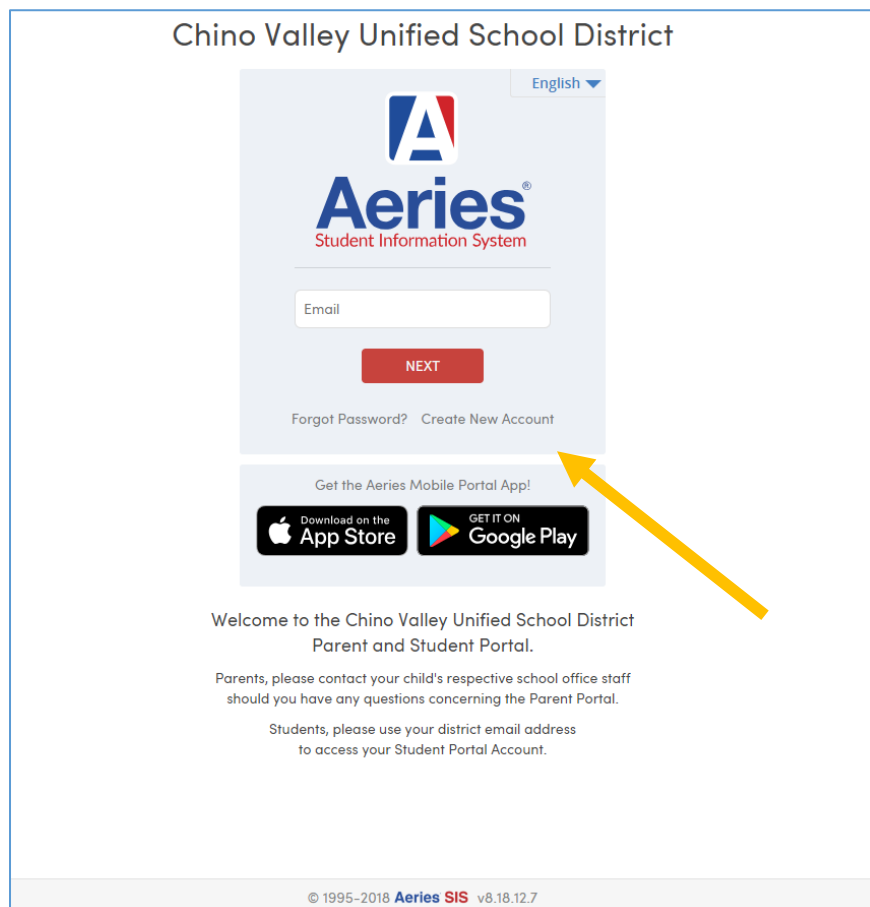 Chino Valley Unified School District
English
A
Aeries®
Student Information System
Email
NEXT
Forgot Password? Create New Account
Get the Aeries Mobile Portal App!
Download on the
App Store
GET IT ON
Google Play
Welcome to the Chino Valley Unified School District
Parent and Student Portal.
Parents, please contact your child's respective school office staff
should you have any questions concerning the Parent Portal.
Students, please use your district email address
to access your Student Portal Account.
© 1995-2018 Aeries SIS v8.18.12.7